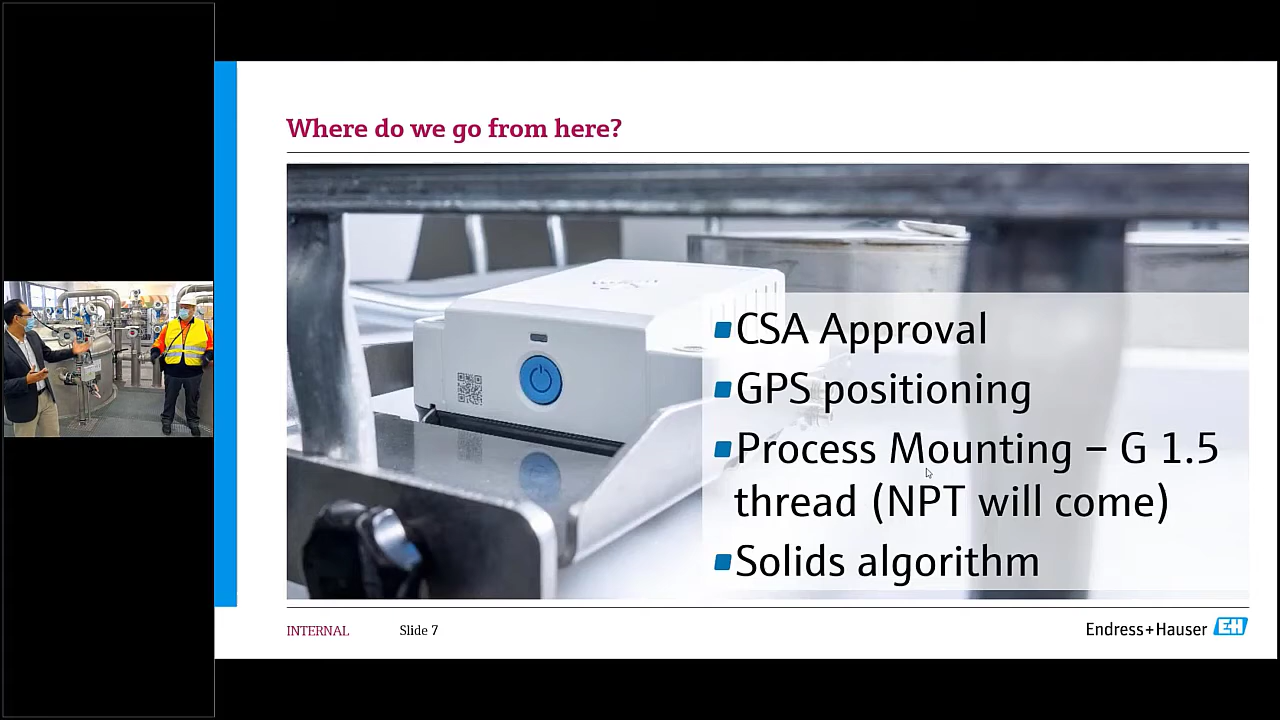 Where do we go from here?
CSA Approval
GPS positioning
Process Mounting – G 1.5
thread (NPT will come)
Solids algorithm
INTERNAL
Slide 7
Endress+Hauser EH